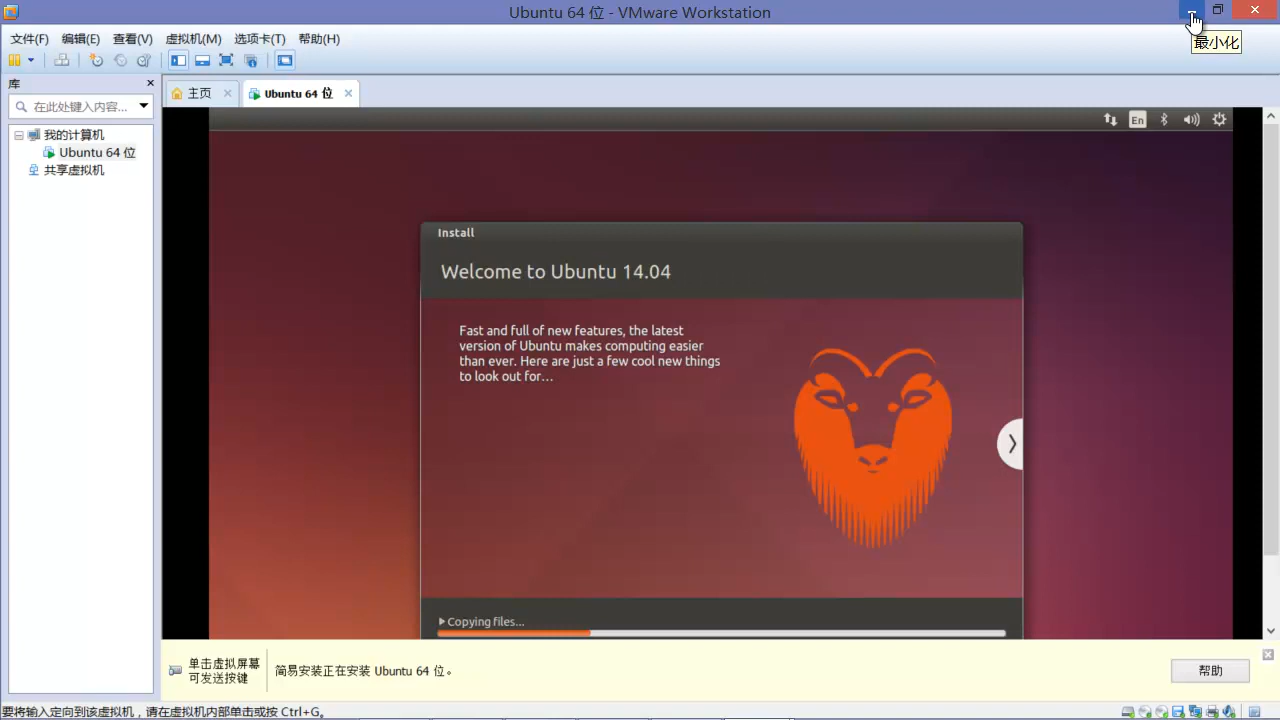 Ubuntu 64 位 - VMware Workstation
最小化
文件(F) 编辑(E) 查看(V) 虚拟机(M) 选项卡(T) 帮助(H)
库
在此处键入内容...
我的计算机
Ubuntu 64 位
共享虚拟机
主页
Ubuntu 64 位
En
Install
Welcome to Ubuntu 14.04
Fast and full of new features, the latest
version of Ubuntu makes computing easier
than ever. Here are just a few cool new things
to look out for...
Copying files...
单击虚拟屏幕
可发送按键
简易安装正在安装 Ubuntu 64 位。
帮助
要将输入定向到该虚拟机，请在虚拟机内部单击或按 Ctrl+G。